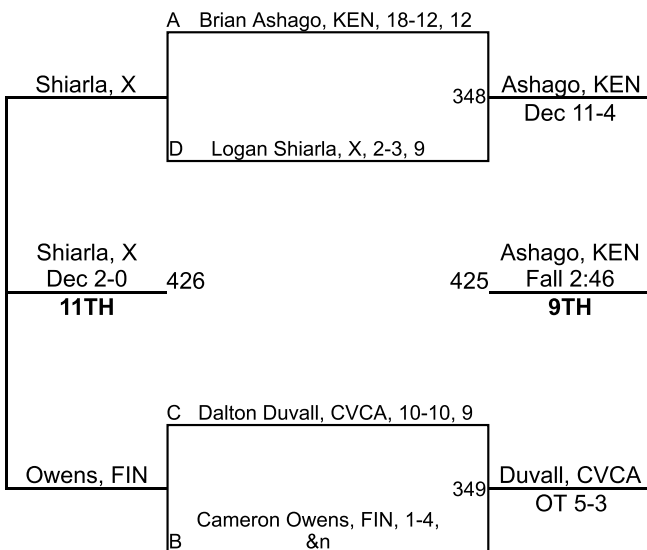 A Brian Ashago, KEN, 18-12, 12
Shiarla, X
348
Ashago, KEN
Dec 11-4
D Logan Shiarla, X, 2-3, 9
Shiarla, X
Dec 2-0
426
11TH
425
Ashago, KEN
Fall 2:46
9TH
C Dalton Duvall, CVCA, 10-10, 9
Owens, FIN
349
Duvall, CVCA
OT 5-3
Cameron Owens, FIN, 1-4,
B &n